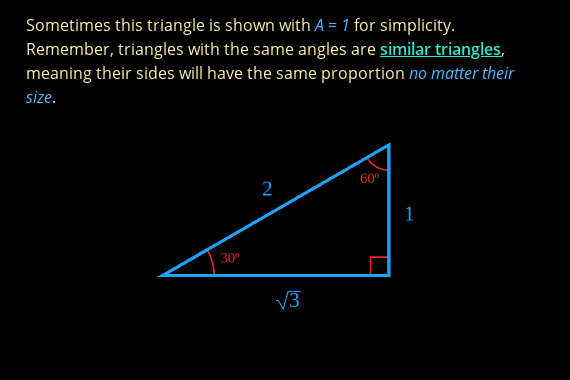 Sometimes this triangle is shown with A = 1 for simplicity.
Remember, triangles with the same angles are similar triangles,
meaning their sides will have the same proportion no matter their
size.
2
60º
1
30º
√3